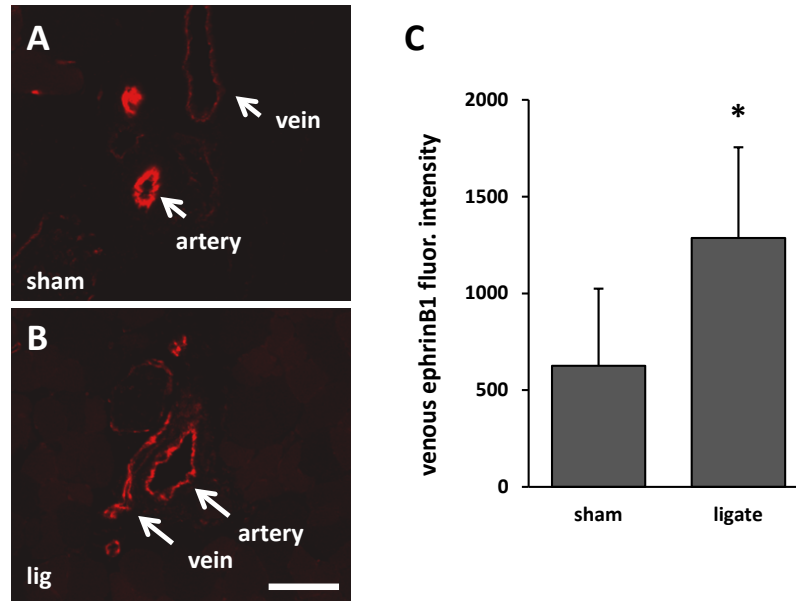 A
vein
artery
sham
B
artery
vein
lig
C
venous ephrinB1 fluor. intensity
2000
*
1500
1000
500
0
sham
ligate